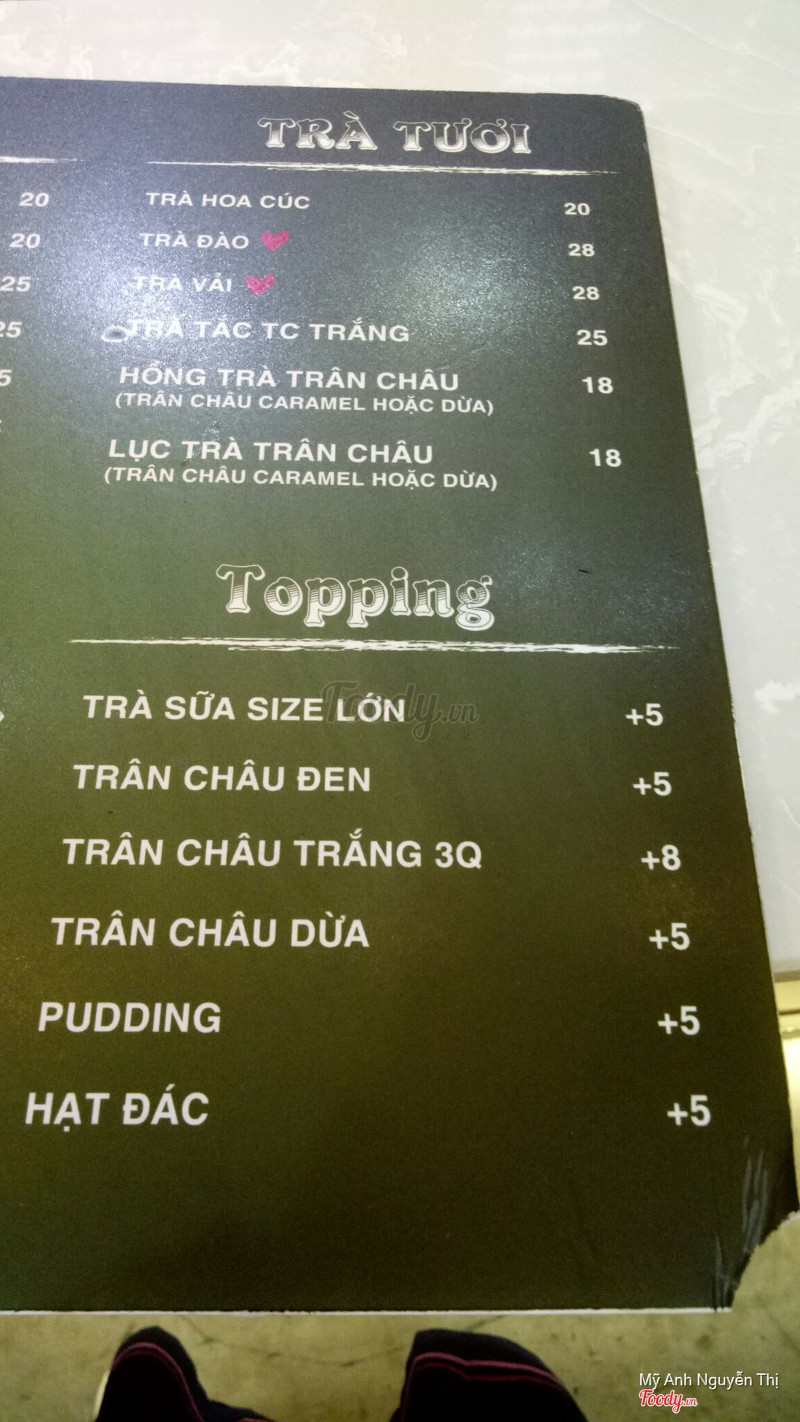 TRÀ TƯƠI
20
TRÀ HOA CÚC 20
20
TRÀ ĐÀO 28
25
TRÀ VẢI 28
25
TRÀ TẮC TC TRẮNG 25
5
HỒNG TRÀ TRÂN CHÂU 18
(TRÂN CHÂU CARAMEL HOẶC DỪA)
LỤC TRÀ TRÂN CHÂU 18
(TRÂN CHÂU CARAMEL HOẶC DỪA)
Topping
TRÀ SỮA SIZE LỚN +5
Foody.vn
TRÂN CHÂU ĐEN +5
TRÂN CHÂU TRẮNG 3Q +8
TRÂN CHÂU DỪA +5
PUDDING +5
HẠT ĐÁC +5
Mỹ Anh Nguyễn Thị
Foody.vn